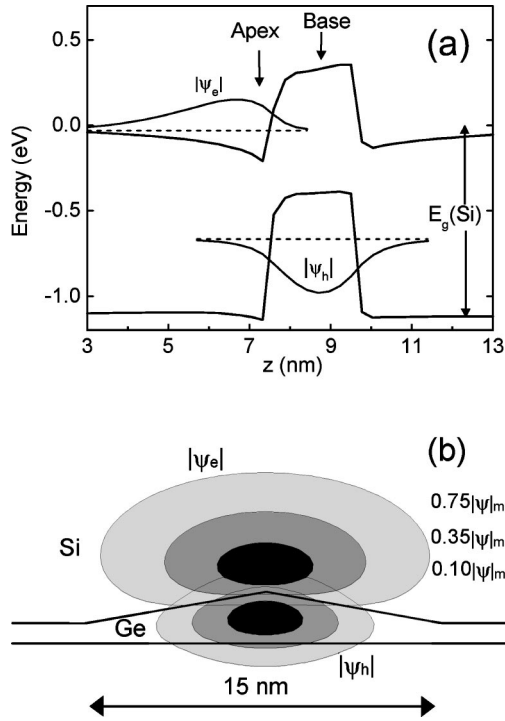 (a)
Apex
Base
|ψe|
|ψh|
Eg(Si)
Energy (eV)
0.5
0.0
-0.5
-1.0
3
5
7
9
11
13
z (nm)
(b)
|ψe|
Si
0.75|ψ|m
0.35|ψ|m
0.10|ψ|m
Ge
|ψh|
15 nm